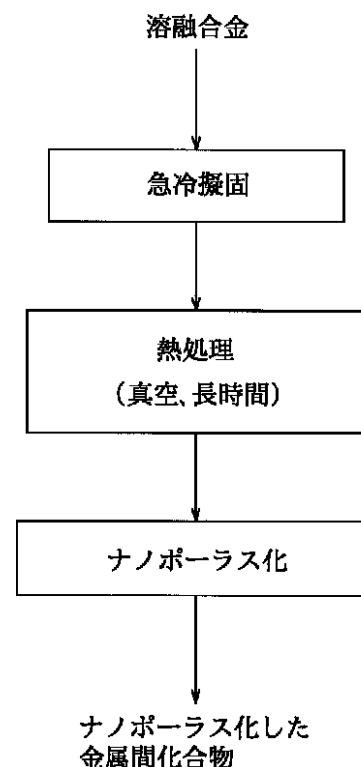 溶融合金
急冷擬固
熱処理
(真空、長時間)
ナノポーラス化
ナノポーラス化した
金属間化合物